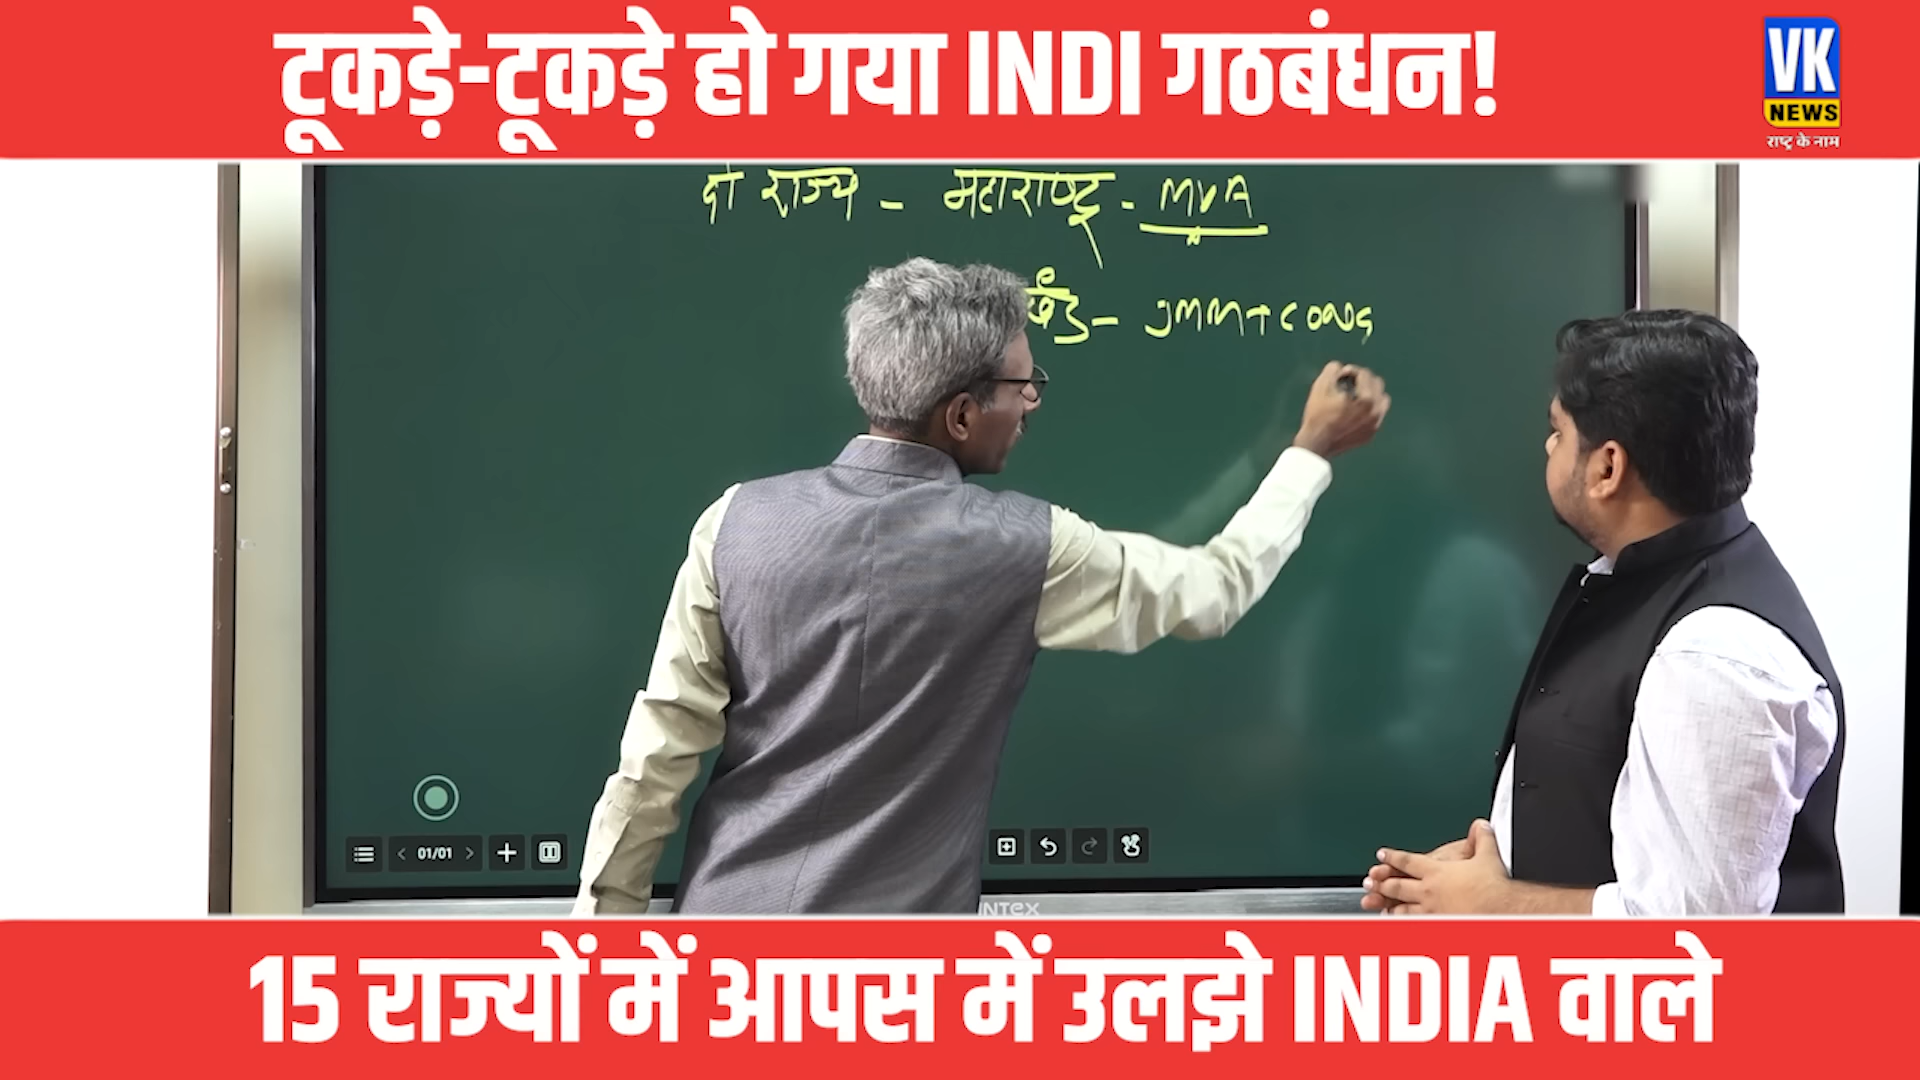 टूकड़े-टूकड़े हो गया INDI गठबंधन!
VK
NEWS
राष्ट्र के नाम
दो राज्य - महाराष्ट्र - MVA
खंड - JMM+CONG
01/01
INTEX
15 राज्यों में आपस में उलझे INDIA वाले